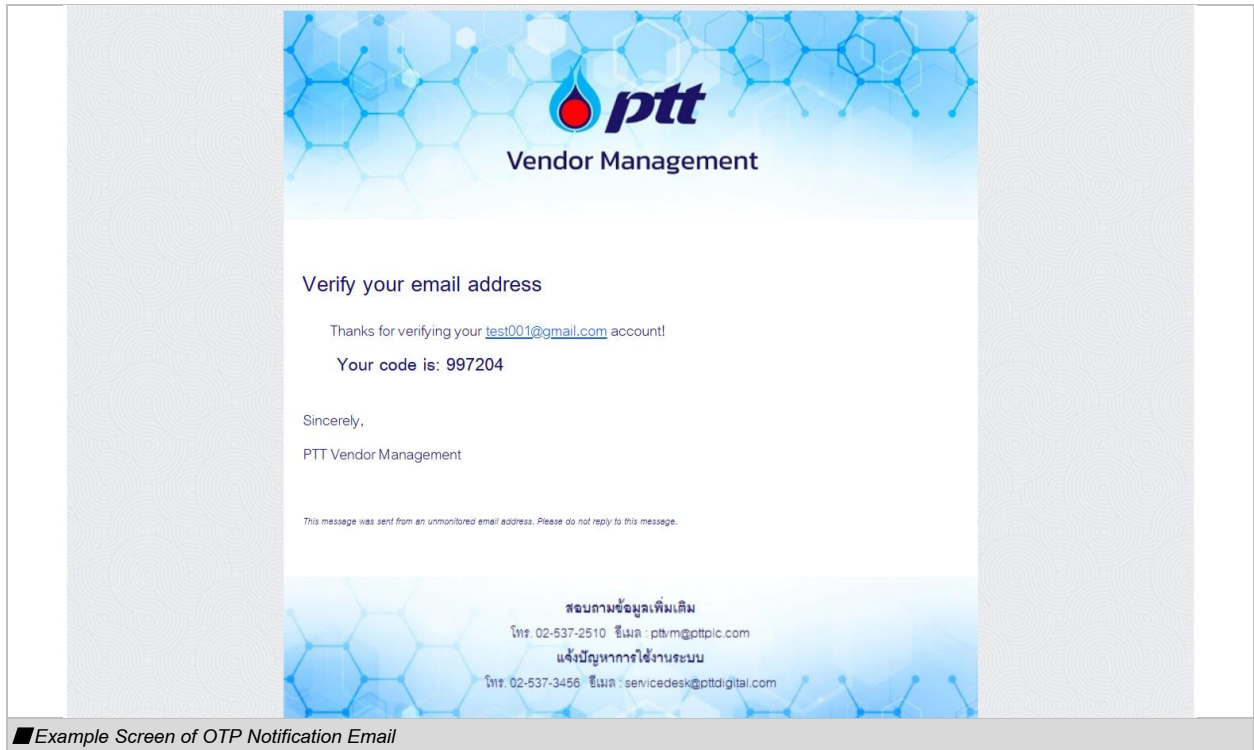 ptt
Vendor Management
Verify your email address
Thanks for verifying your test001@gmail.com account!
Your code is: 997204
Sincerely,
PTT Vendor Management
This message was sent from an unmonitored email address. Please do not reply to this message.
สอบถามข้อมูลเพิ่มเติม
โทร. 02-537-2510 อีเมล : pttvm@pttplc.com
แจ้งปัญหาการใช้งานระบบ
โทร. 02-537-3456 อีเมล : servicedesk@pttdigital.com
Example Screen of OTP Notification Email